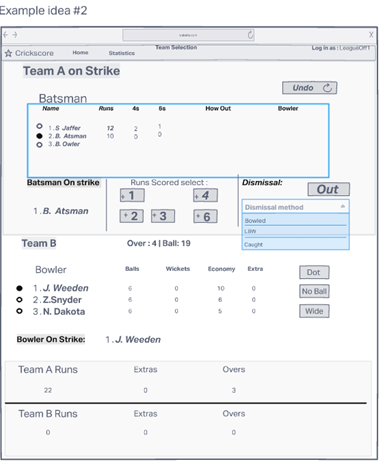 Example idea #2
Crickscore Home Statistics Team Selection Log in as : LeagueOff1
Team A on Strike
Undo
Batsman
Name Runs 4s 6s How Out Bowler
1. S Jaffer 12 2 1
2. B. Atsman 10 0 0
3. B. Owler
Batsman On strike Runs Scored select : Dismissal: Out
+ 1 + 4
1. B. Atsman + 2 + 3 + 6
Dismissal method
Bowled
LBW
Caught
Team B Over : 4 | Ball: 19
Bowler Balls Wickets Economy Extra Dot
1. J. Weeden 6 0 10 0
2. Z.Snyder 6 0 6 0 No Ball
3. N. Dakota 6 0 5 0 Wide
Bowler On Strike: 1. J. Weeden
Team A Runs Extras Overs
22 0 3
Team B Runs Extras Overs
0 0 0